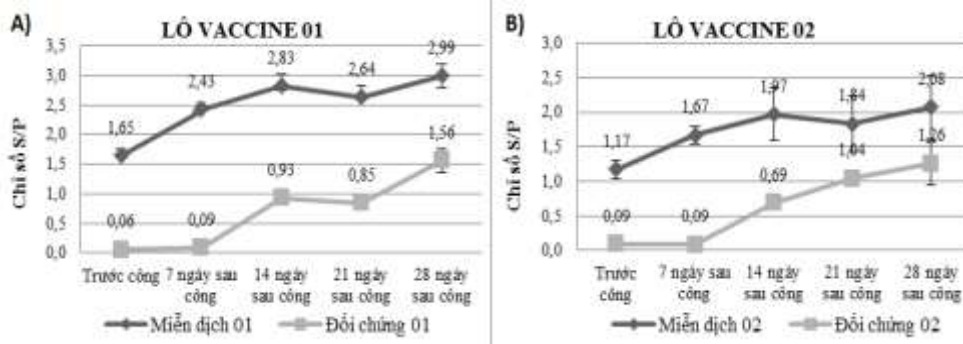 A)
LÔ VACCINE 01
3,5
3,0
2,5
2,0
1,5
1,0
0,5
0,0
Chỉ số S/P
1,65
2,43
2,83
2,64
2,99
0,06
0,09
0,93
0,85
1,56
Trước công
7 ngày sau công
14 ngày sau công
21 ngày sau công
28 ngày sau công
Miễn dịch 01
Đối chứng 01
B)
LÔ VACCINE 02
3,0
2,5
2,0
1,5
1,0
0,5
0,0
Chỉ số S/P
1,17
1,67
1,97
1,84
2,08
0,09
0,09
0,69
1,04
1,26
Trước công
7 ngày sau công
14 ngày sau công
21 ngày sau công
28 ngày sau công
Miễn dịch 02
Đối chứng 02